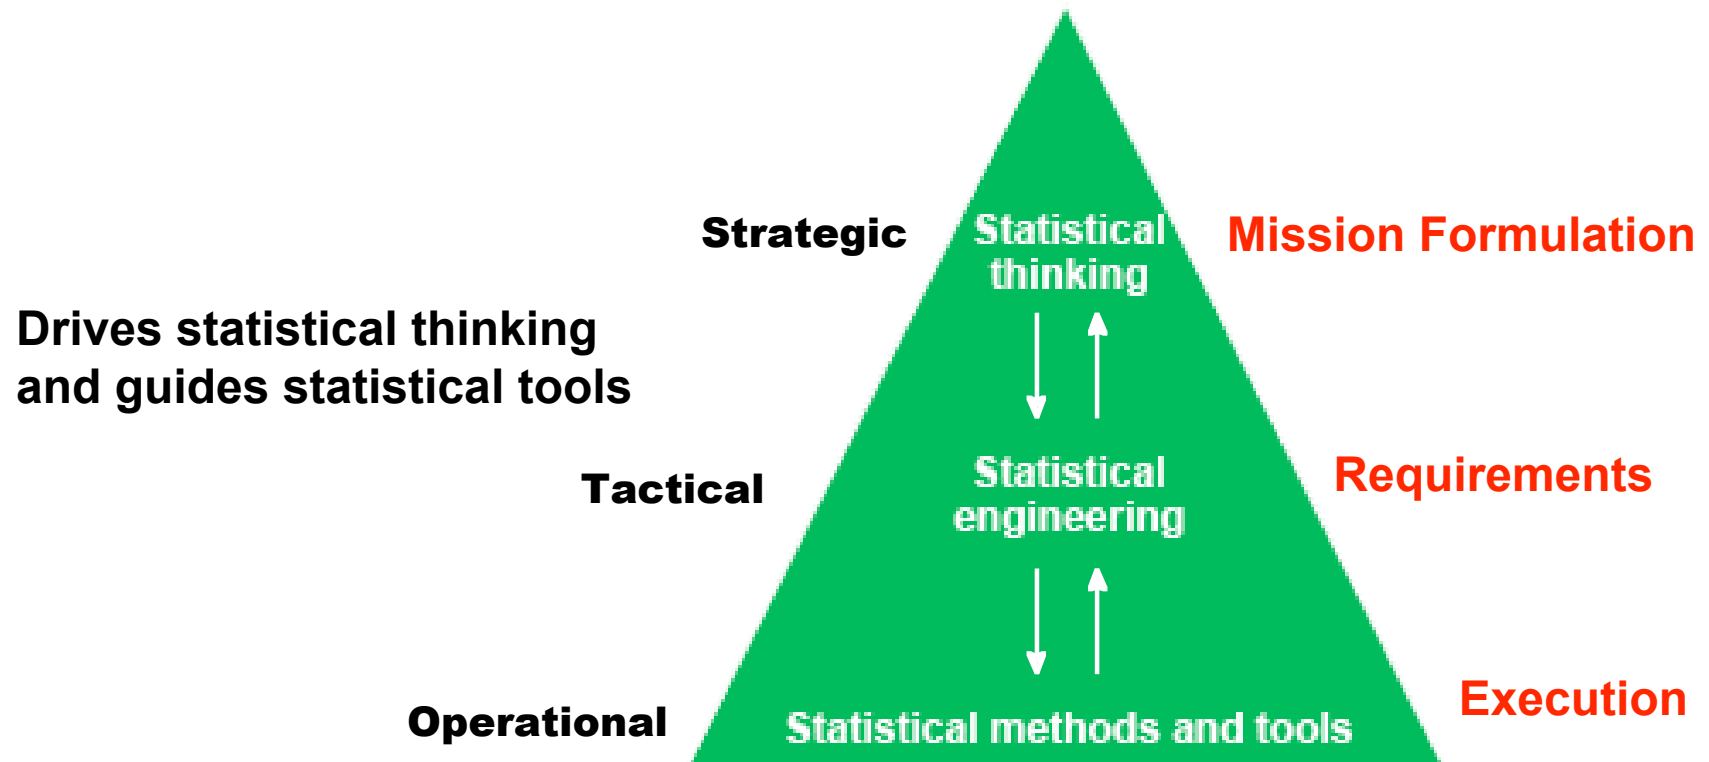 Strategic
Statistical
thinking
Mission Formulation
Drives statistical thinking
and guides statistical tools
Tactical
Statistical
engineering
Requirements
Operational
Statistical methods and tools
Execution